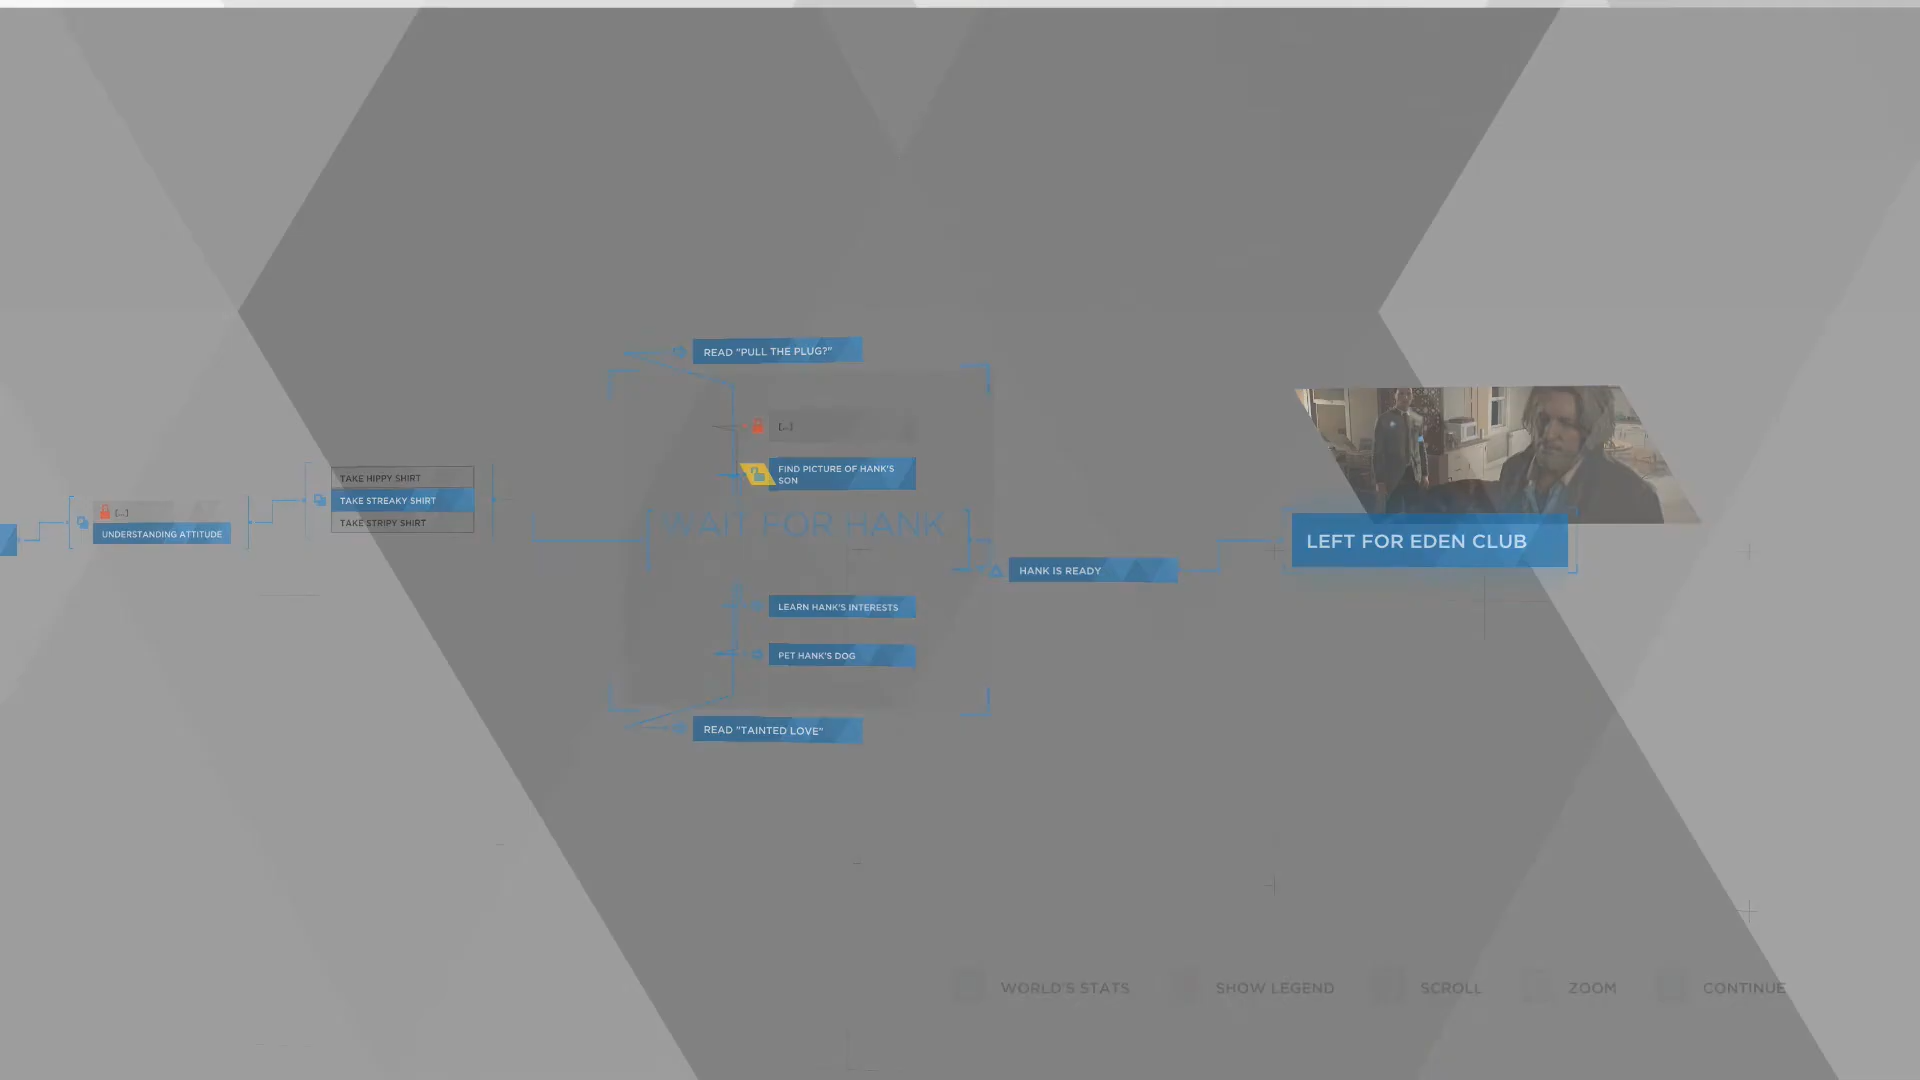 [...]
UNDERSTANDING ATTITUDE
TAKE HIPPY SHIRT
TAKE STREAKY SHIRT
TAKE STRIPY SHIRT
READ "PULL THE PLUG?"
[...]
FIND PICTURE OF HANK'S
SON
WAIT FOR HANK
LEARN HANK'S INTERESTS
PET HANK'S DOG
READ "TAINTED LOVE"
HANK IS READY
LEFT FOR EDEN CLUB
WORLD'S STATS
SHOW LEGEND
SCROLL
ZOOM
CONTINUE